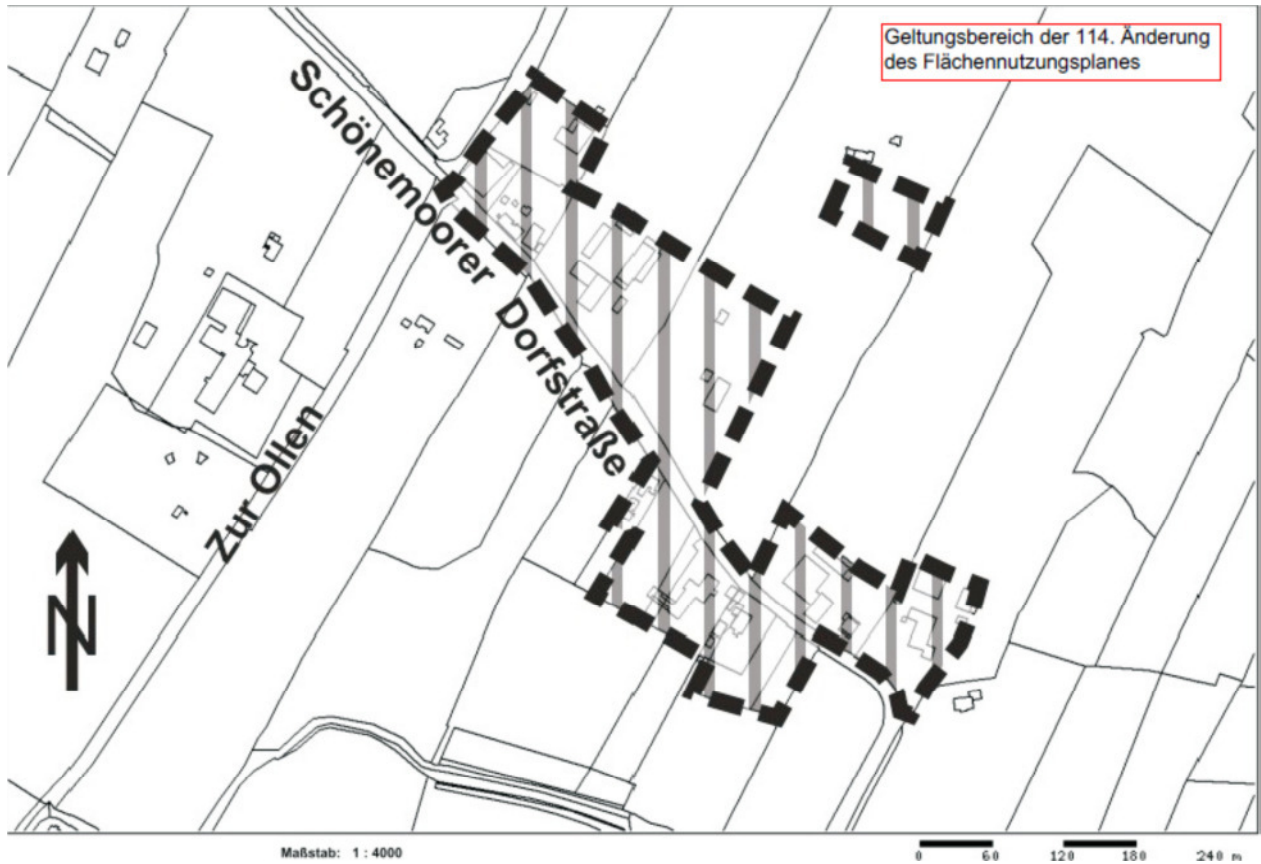 Geltungsbereich der 114. Änderung
des Flächennutzungsplanes
Schönemoorer Dorfstraße
Zur Ollen
N
Maßstab: 1 : 4000
0 60 120 180 240 m